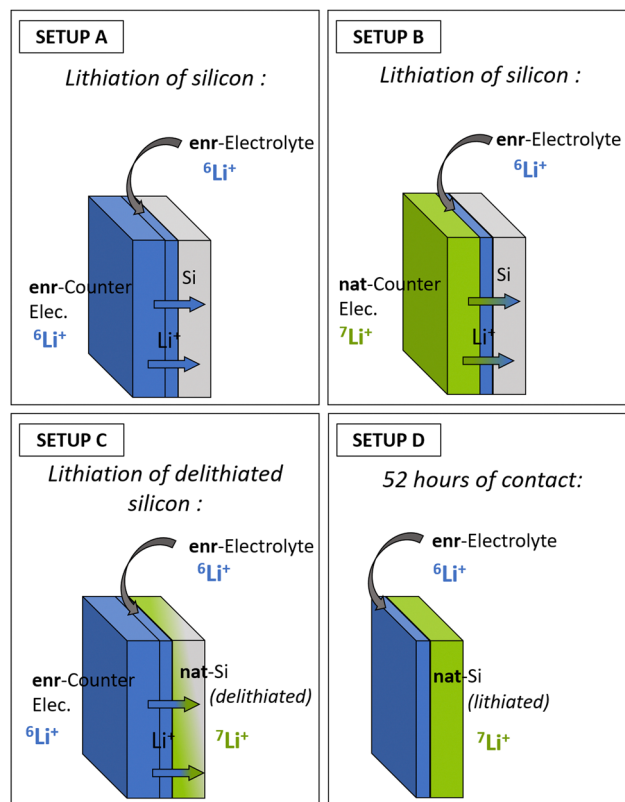 SETUP A
Lithiation of silicon :
enr-Electrolyte
⁶Li⁺
Si
enr-Counter
Elec.
⁶Li⁺
Li⁺
SETUP B
Lithiation of silicon :
enr-Electrolyte
⁶Li⁺
Si
nat-Counter
Elec.
⁷Li⁺
Li⁺
SETUP C
Lithiation of delithiated
silicon :
enr-Electrolyte
⁶Li⁺
enr-Counter
Elec.
⁶Li⁺
nat-Si
(delithiated)
Li⁺
⁷Li⁺
SETUP D
52 hours of contact:
enr-Electrolyte
⁶Li⁺
nat-Si
(lithiated)
⁷Li⁺